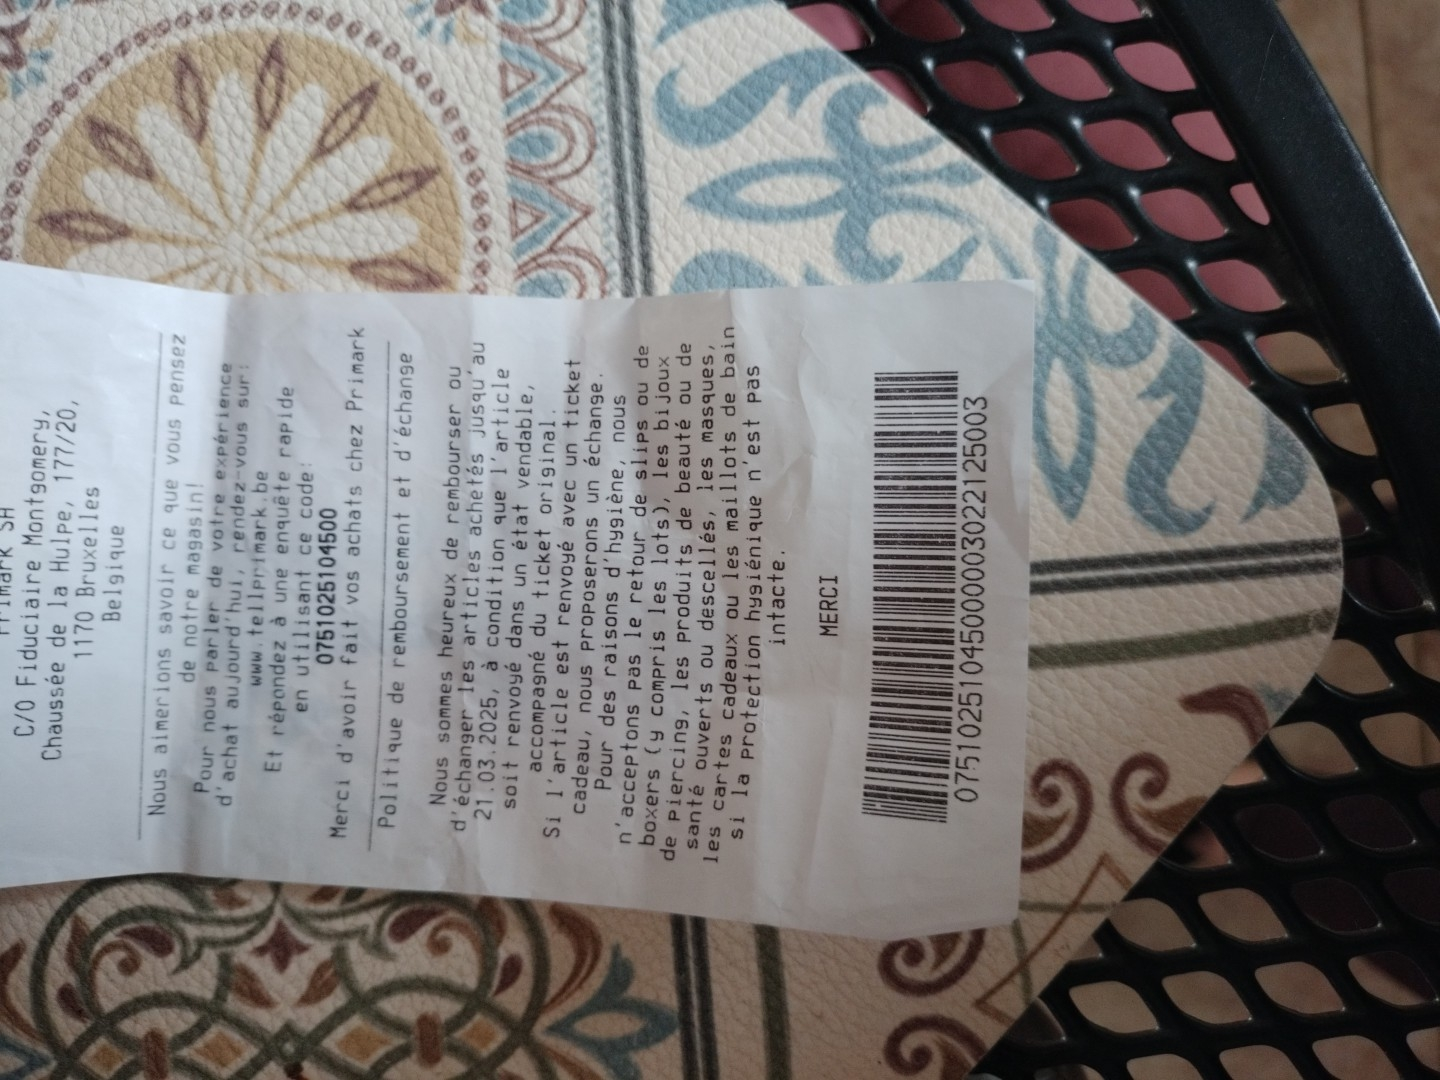 Primark SA
C/O Fiduciaire Montgomery,
Chaussée de la Hulpe, 177/20,
1170 Bruxelles
Belgique
Nous aimerions savoir ce que vous pensez
de notre magasin!
Pour nous parler de votre expérience
d'achat aujourd'hui, rendez-vous sur:
www.tellprimark.be
Et répondez à une enquête rapide
en utilisant ce code:
0751025104500
Merci d'avoir fait vos achats chez Primark
Politique de remboursement et d'échange
Nous sommes heureux de rembourser ou
d'échanger les articles achetés jusqu'au
21.03.2025, à condition que l'article
soit renvoyé dans un état vendable,
accompagné du ticket original.
Si l'article est renvoyé avec un ticket
cadeau, nous proposerons un échange.
Pour des raisons d'hygiène, nous
n'acceptons pas le retour de slips ou de
boxers (y compris les lots), les bijoux
de piercing, les produits de beauté ou de
santé ouverts ou descellés, les masques,
les cartes cadeaux ou les maillots de bain
si la protection hygiénique n'est pas
intacte.
MERCI
0751025104500003022125003